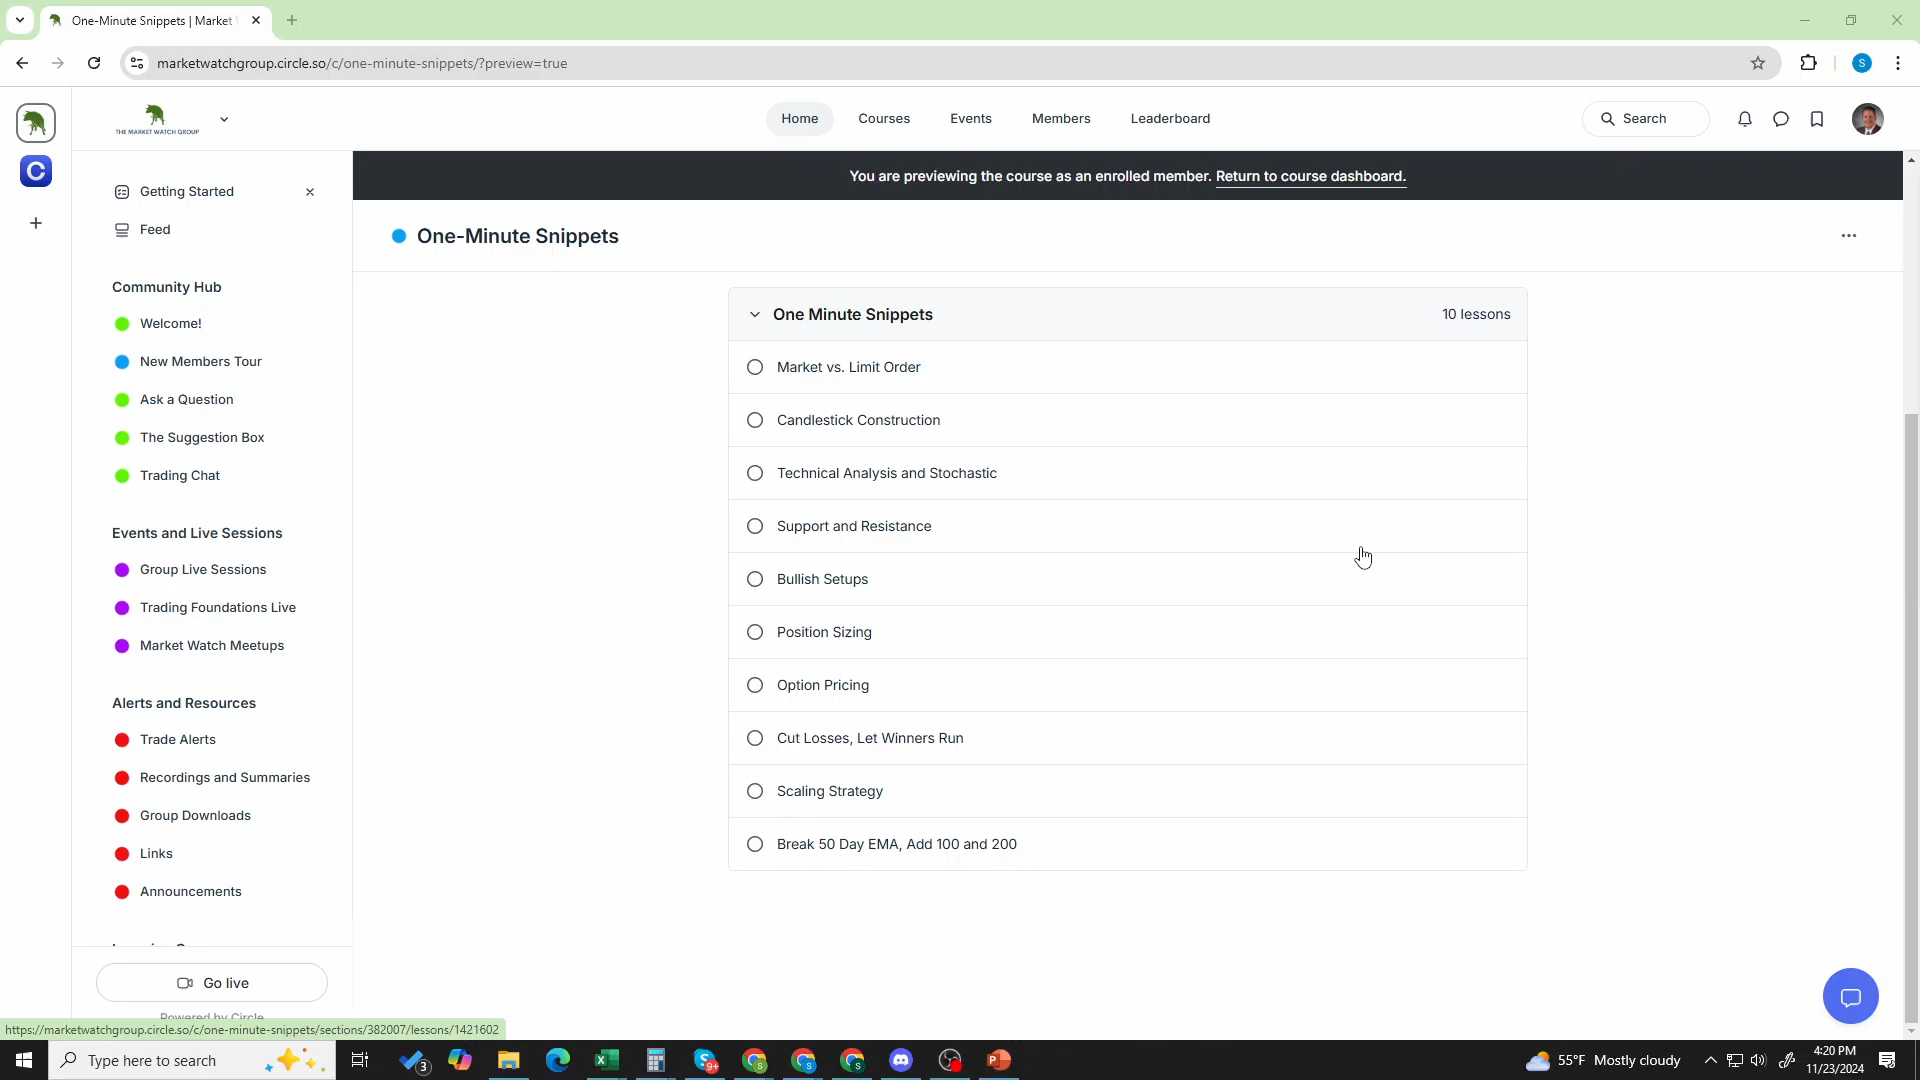 One-Minute Snippets | Market
marketwatchgroup.circle.so/c/one-minute-snippets/?preview=true
S
THE MARKET WATCH GROUP
Home
Courses
Events
Members
Leaderboard
Search
C
Getting Started
Feed
Community Hub
Welcome!
New Members Tour
Ask a Question
The Suggestion Box
Trading Chat
Events and Live Sessions
Group Live Sessions
Trading Foundations Live
Market Watch Meetups
Alerts and Resources
Trade Alerts
Recordings and Summaries
Group Downloads
Links
Announcements
Go live
Powered by Circle
You are previewing the course as an enrolled member. Return to course dashboard.
One-Minute Snippets
One Minute Snippets
10 lessons
Market vs. Limit Order
Candlestick Construction
Technical Analysis and Stochastic
Support and Resistance
Bullish Setups
Position Sizing
Option Pricing
Cut Losses, Let Winners Run
Scaling Strategy
Break 50 Day EMA, Add 100 and 200
https://marketwatchgroup.circle.so/c/one-minute-snippets/sections/382007/lessons/1421602
Type here to search
3
9+
55°F Mostly cloudy
4:20 PM
11/23/2024